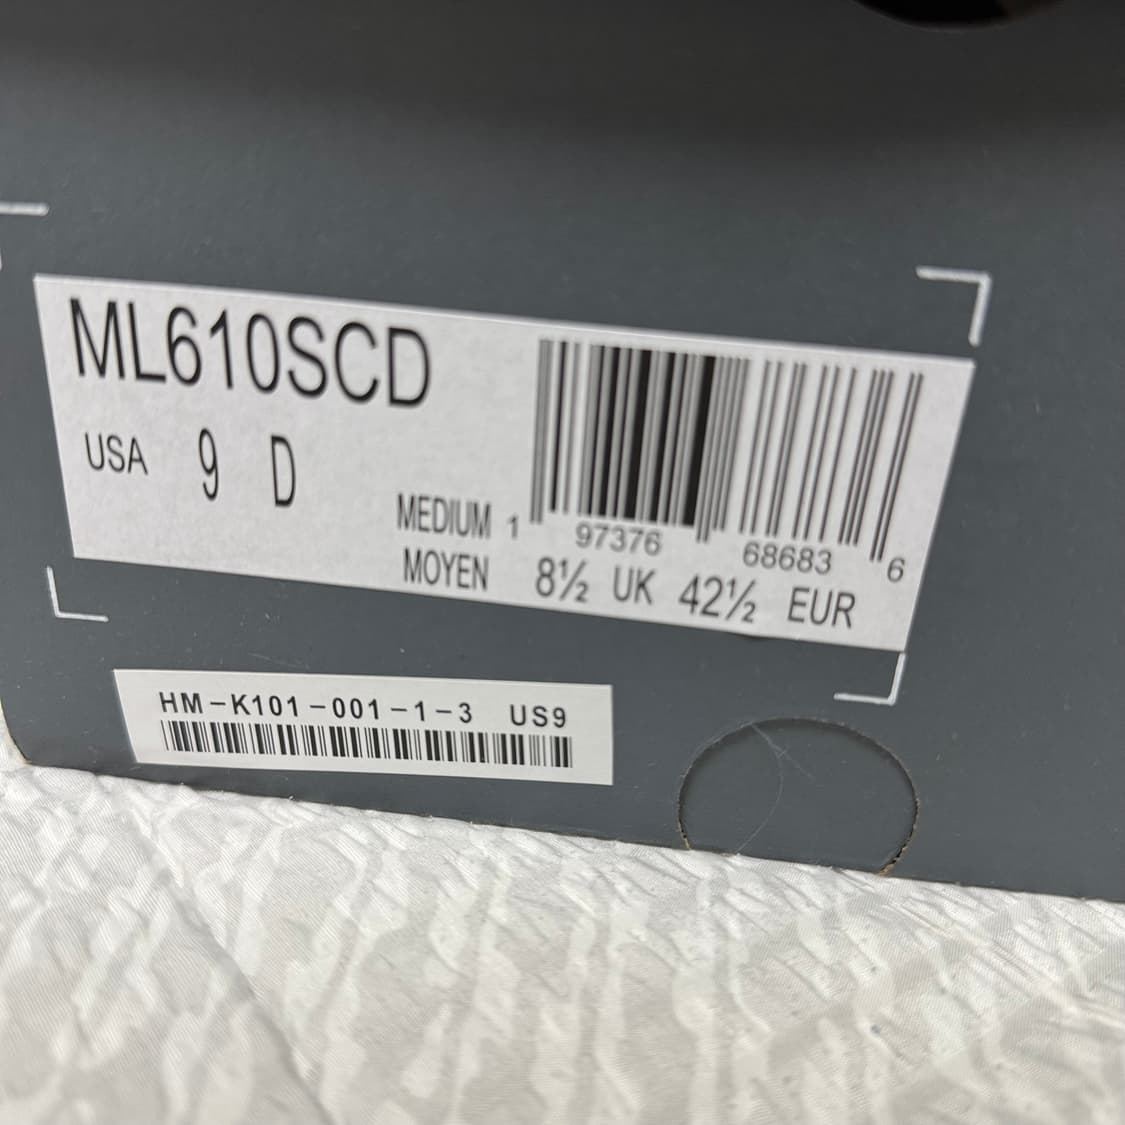 ML610SCD
USA 9 D
MEDIUM 1 97376 68683 6
MOYEN 8½ UK 42½ EUR
HM-K101-001-1-3 US9